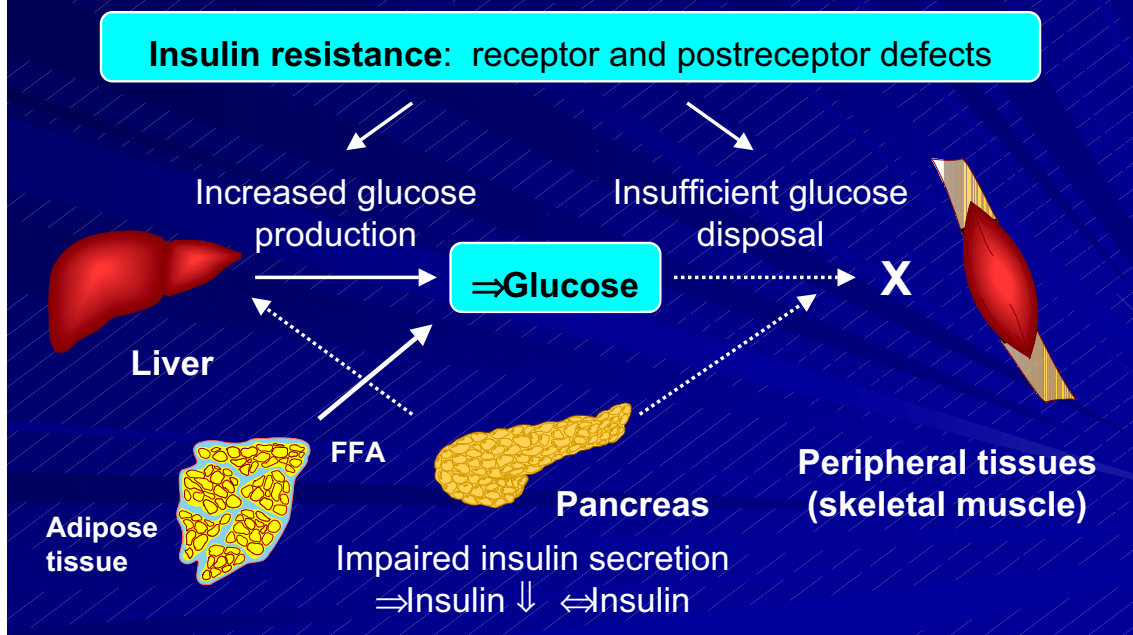 Insulin resistance: receptor and postreceptor defects
Increased glucose
production
Insufficient glucose
disposal
⇒Glucose
X
Liver
FFA
Adipose
tissue
Pancreas
Peripheral tissues
(skeletal muscle)
Impaired insulin secretion
⇒Insulin ⇓ ⇔Insulin